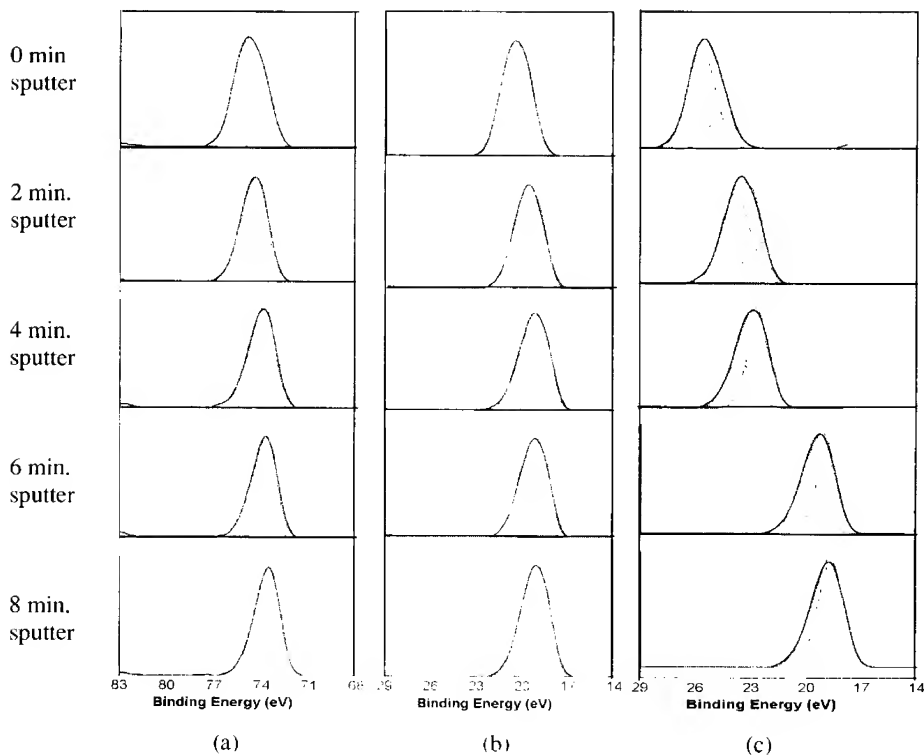 0 min
sputter
2 min.
sputter
4 min.
sputter
6 min.
sputter
8 min.
sputter
83 80 77 74 71 68
Binding Energy (eV)
29 26 23 20 17 14
Binding Energy (eV)
29 26 23 20 17 14
Binding Energy (eV)
(a)
(b)
(c)